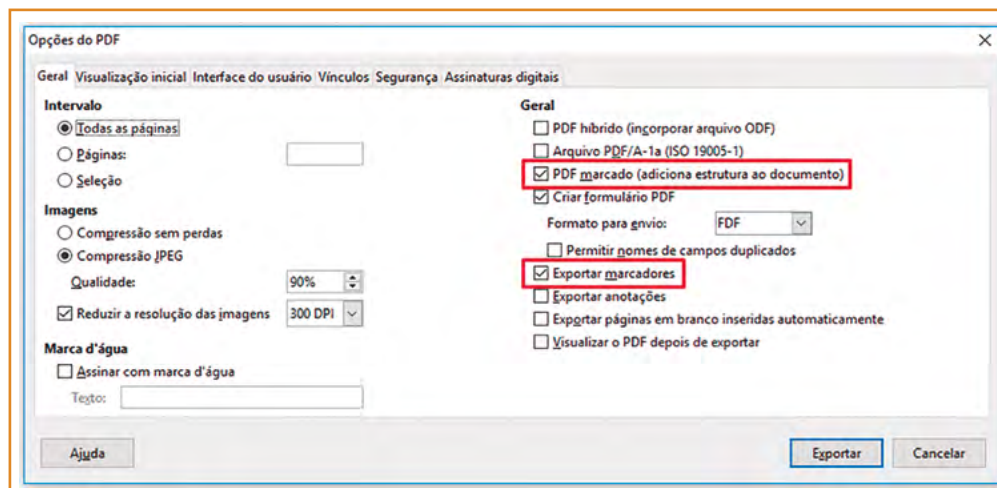 Opções do PDF
Geral Visualização inicial Interface do usuário Vínculos Segurança Assinaturas digitais
Intervalo
Todas as páginas
Páginas:
Seleção
Imagens
Compressão sem perdas
Compressão JPEG
Qualidade: 90%
Reduzir a resolução das imagens 300 DPI
Marca d'água
Assinar com marca d'água
Texto:
Geral
PDF híbrido (incorporar arquivo ODF)
Arquivo PDF/A-1a (ISO 19005-1)
PDF marcado (adiciona estrutura ao documento)
Criar formulário PDF
Formato para envio: FDF
Permitir nomes de campos duplicados
Exportar marcadores
Exportar anotações
Exportar páginas em branco inseridas automaticamente
Visualizar o PDF depois de exportar
Ajuda Exportar Cancelar